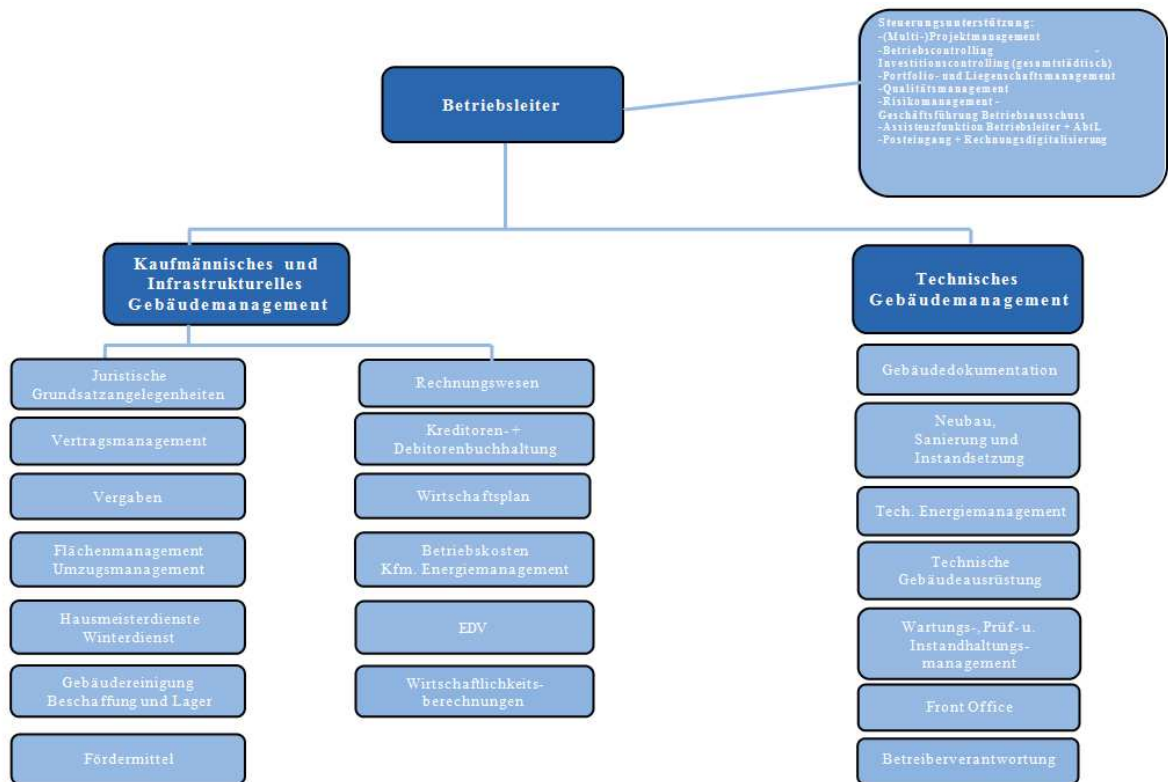 Steuerungsunterstützung:
-(Multi-)Projektmanagement
-Betriebscontrolling -
Investitionscontrolling (gesamtstädtisch)
-Portfolio- und Liegenschaftsmanagement
-Qualitätsmanagement
-Risikomanagement -
Geschäftsführung Betriebsausschuss
-Assistenzfunktion Betriebsleiter + AbtL
-Posteingang + Rechnungsdigitalisierung
Betriebsleiter
Kaufmännisches und
Infrastrukturelles
Gebäudemanagement
Juristische
Grundsatzangelegenheiten
Vertragsmanagement
Vergaben
Flächenmanagement
Umzugsmanagement
Hausmeisterdienste
Winterdienst
Gebäudereinigung
Beschaffung und Lager
Fördermittel
Rechnungswesen
Kreditoren- +
Debitorenbuchhaltung
Wirtschaftsplan
Betriebskosten
Kfm. Energiemanagement
EDV
Wirtschaftlichkeits-
berechnungen
Technisches
Gebäudemanagement
Gebäudedokumentation
Neubau,
Sanierung und
Instandsetzung
Tech. Energiemanagement
Technische
Gebäudeausrüstung
Wartungs-, Prüf- u.
Instandhaltungs-
management
Front Office
Betreiberverantwortung